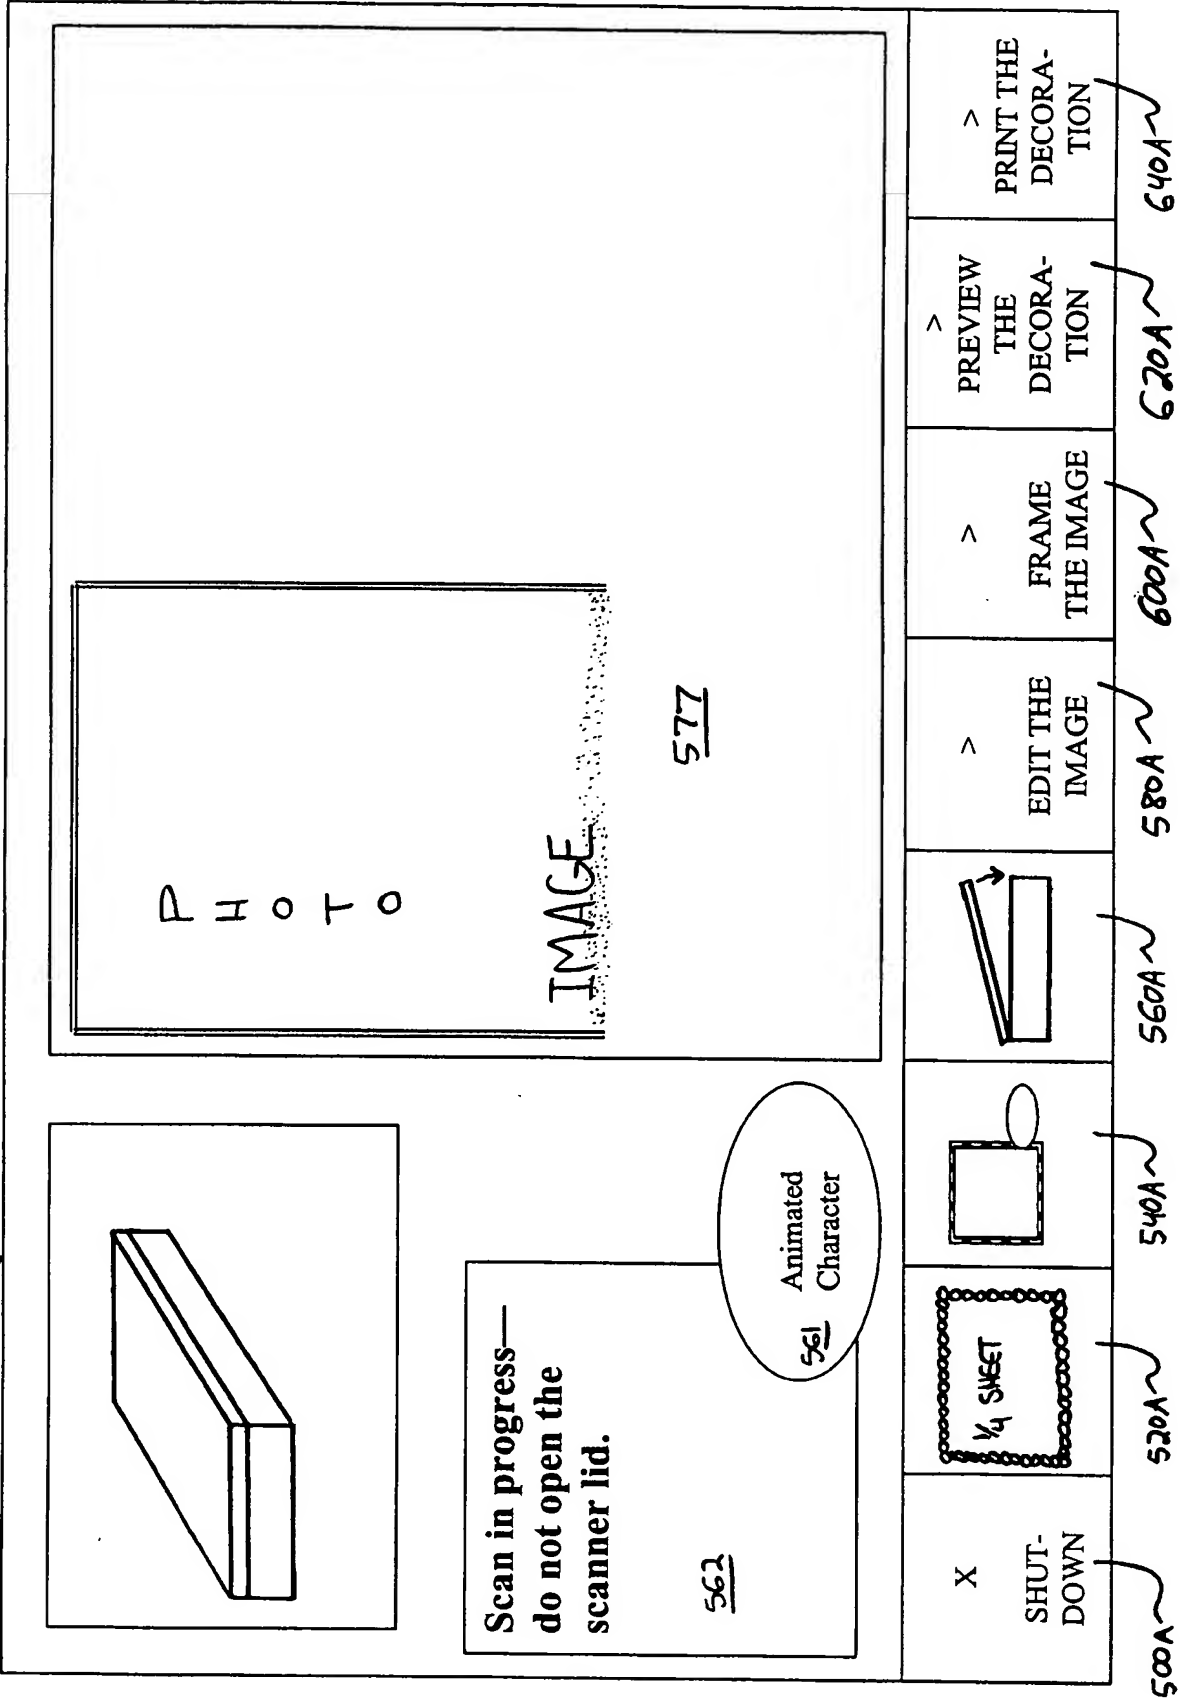 P
H
O
T
O
IMAGE
577
Scan in progress—
do not open the
scanner lid.
562
561 Animated
Character
X
SHUT-
DOWN
1/4 SHEET
>
EDIT THE
IMAGE
>
FRAME
THE IMAGE
>
PREVIEW
THE
DECORA-
TION
>
PRINT THE
DECORA-
TION
500A
520A
540A
560A
580A
600A
620A
640A